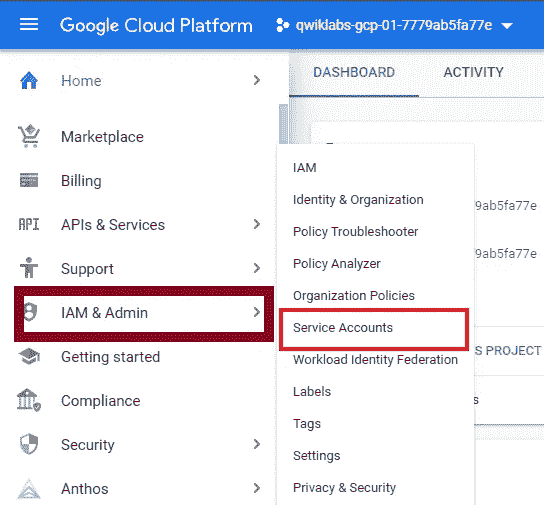 Google Cloud Platform
qwiklabs-gcp-01-7779ab5fa77e
Home
Marketplace
Billing
API APIs & Services
Support
IAM & Admin
Getting started
Compliance
Security
Anthos
DASHBOARD
ACTIVITY
IAM
Identity & Organization
Policy Troubleshooter
Policy Analyzer
Organization Policies
Service Accounts
Workload Identity Federation
Labels
Tags
Settings
Privacy & Security
9ab5fa77e
9ab5fa77e
S PROJECT
s